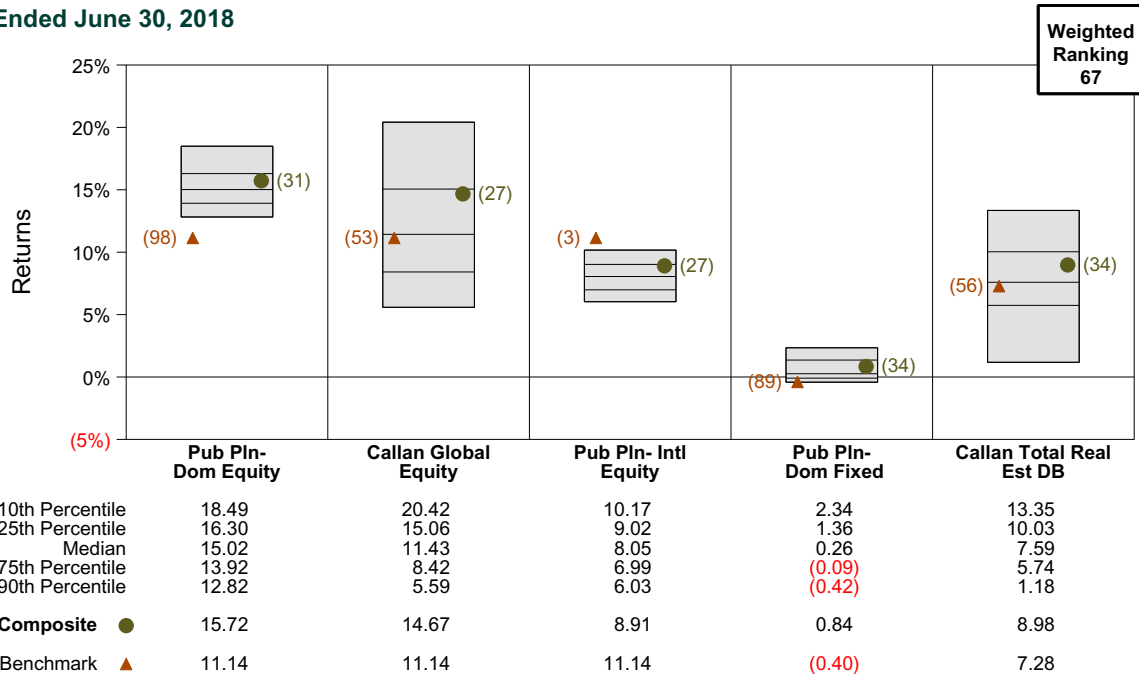 Ended June 30, 2018
Weighted
Ranking
67
25%
20%
15%
10%
5%
0%
(5%)
Returns
(98) (31)
(53) (27)
(3) (27)
(89) (34)
(56) (34)
Pub Pln- Callan Global Pub Pln- Intl Pub Pln- Callan Total Real
Dom Equity Equity Equity Dom Fixed Est DB
10th Percentile 18.49 20.42 10.17 2.34 13.35
25th Percentile 16.30 15.06 9.02 1.36 10.03
Median 15.02 11.43 8.05 0.26 7.59
75th Percentile 13.92 8.42 6.99 (0.09) 5.74
90th Percentile 12.82 5.59 6.03 (0.42) 1.18
Composite 15.72 14.67 8.91 0.84 8.98
Benchmark 11.14 11.14 11.14 (0.40) 7.28